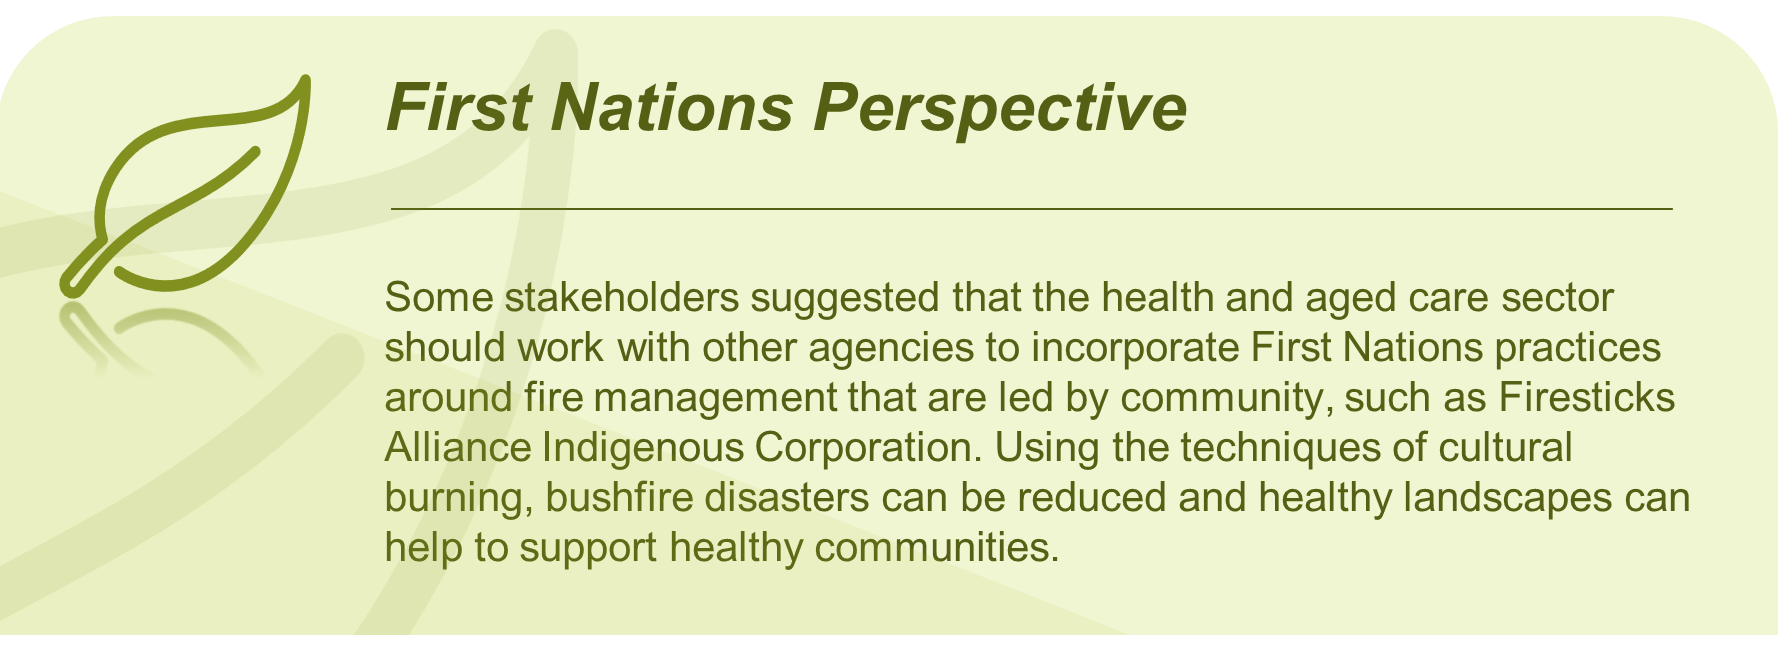 First Nations Perspective
Some stakeholders suggested that the health and aged care sector
should work with other agencies to incorporate First Nations practices
around fire management that are led by community, such as Firesticks
Alliance Indigenous Corporation. Using the techniques of cultural
burning, bushfire disasters can be reduced and healthy landscapes can
help to support healthy communities.